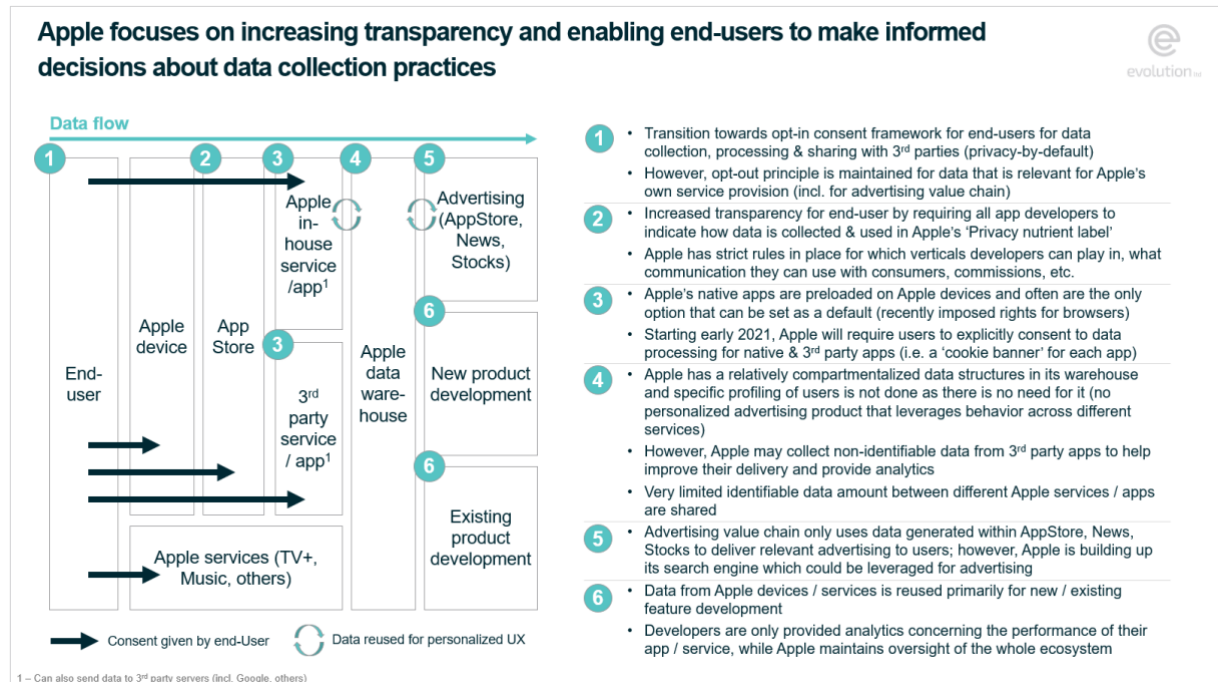 Apple focuses on increasing transparency and enabling end-users to make informed
decisions about data collection practices
evolution
Data flow
1
2
3
4
5
End-
user
Apple
device
App
Store
Apple
in-
house
service
/app1
3
3rd
party
service
/ app1
Apple services (TV+,
Music, others)
Apple
data
ware-
house
Advertising
(AppStore,
News,
Stocks)
6
New product
development
6
Existing
product
development
Consent given by end-User
Data reused for personalized UX
1 – Can also send data to 3rd party servers (incl. Google, others)
1
• Transition towards opt-in consent framework for end-users for data
collection, processing & sharing with 3rd parties (privacy-by-default)
• However, opt-out principle is maintained for data that is relevant for Apple's
own service provision (incl. for advertising value chain)
2
• Increased transparency for end-user by requiring all app developers to
indicate how data is collected & used in Apple's 'Privacy nutrient label'
• Apple has strict rules in place for which verticals developers can play in, what
communication they can use with consumers, commissions, etc.
3
• Apple's native apps are preloaded on Apple devices and often are the only
option that can be set as a default (recently imposed rights for browsers)
• Starting early 2021, Apple will require users to explicitly consent to data
processing for native & 3rd party apps (i.e. a 'cookie banner' for each app)
4
• Apple has a relatively compartmentalized data structures in its warehouse
and specific profiling of users is not done as there is no need for it (no
personalized advertising product that leverages behavior across different
services)
• However, Apple may collect non-identifiable data from 3rd party apps to help
improve their delivery and provide analytics
• Very limited identifiable data amount between different Apple services / apps
are shared
5
• Advertising value chain only uses data generated within AppStore, News,
Stocks to deliver relevant advertising to users; however, Apple is building up
its search engine which could be leveraged for advertising
6
• Data from Apple devices / services is reused primarily for new / existing
feature development
• Developers are only provided analytics concerning the performance of their
app / service, while Apple maintains oversight of the whole ecosystem